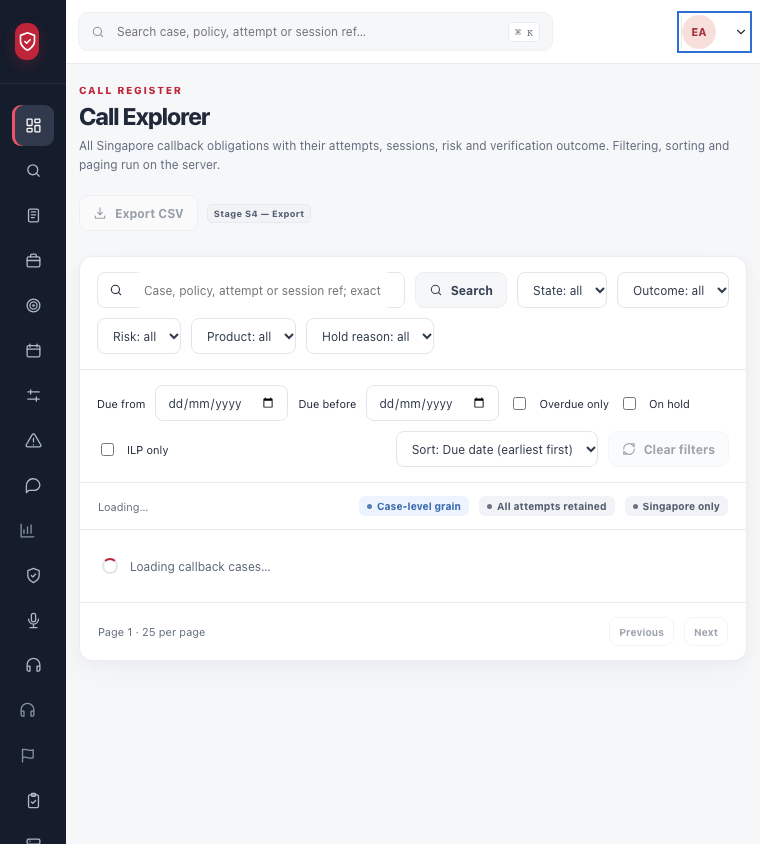 Search case, policy, attempt or session ref...
⌘ K
EA
CALL REGISTER
Call Explorer
All Singapore callback obligations with their attempts, sessions, risk and verification outcome. Filtering, sorting and
paging run on the server.
Export CSV
Stage S4 — Export
Case, policy, attempt or session ref; exact
Search
State: all
Outcome: all
Risk: all
Product: all
Hold reason: all
Due from
dd/mm/yyyy
Due before
dd/mm/yyyy
Overdue only
On hold
ILP only
Sort: Due date (earliest first)
Clear filters
Loading...
Case-level grain
All attempts retained
Singapore only
Loading callback cases...
Page 1 · 25 per page
Previous
Next